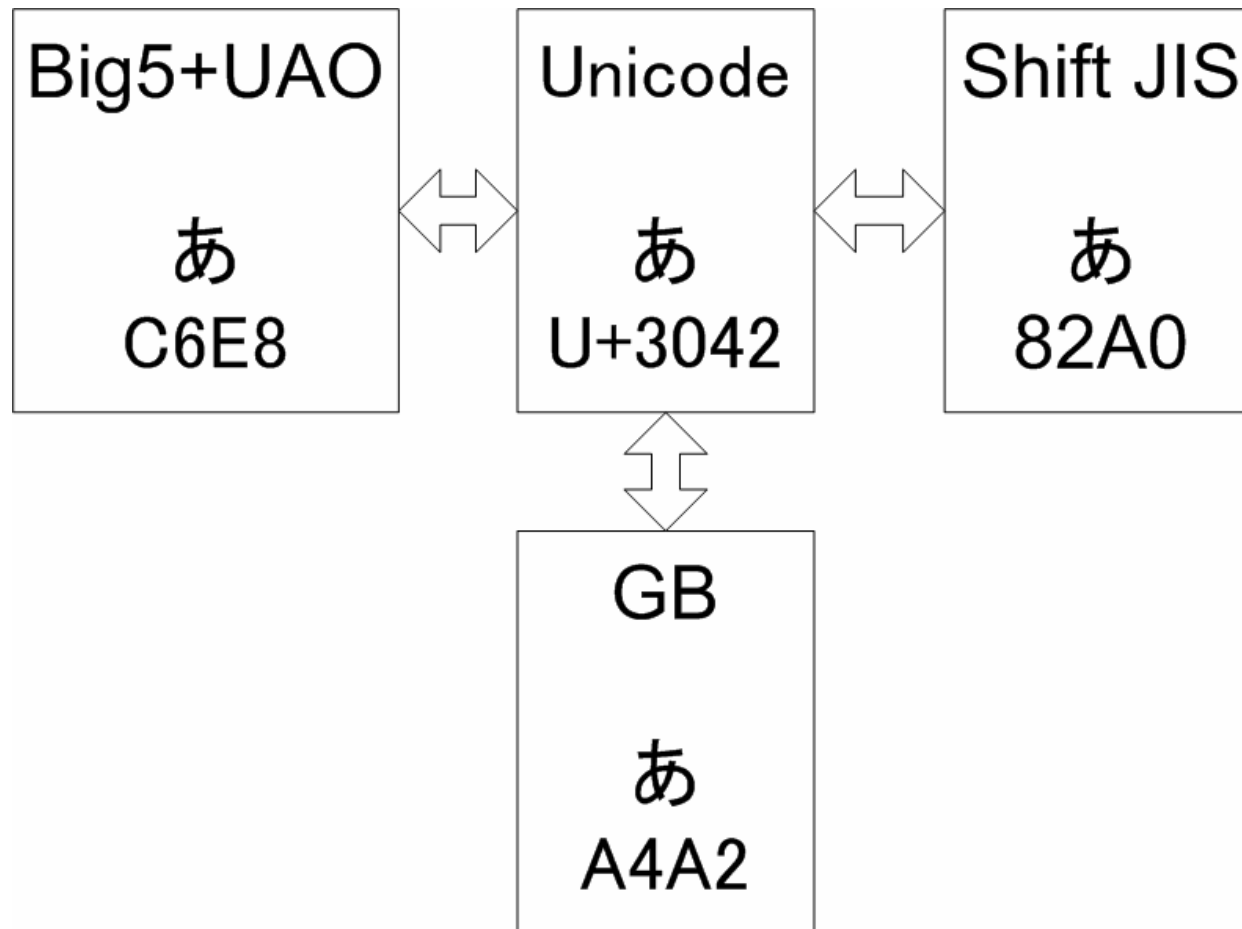 Big5+UAO
あ
C6E8
Unicode
あ
U+3042
Shift JIS
あ
82A0
GB
あ
A4A2